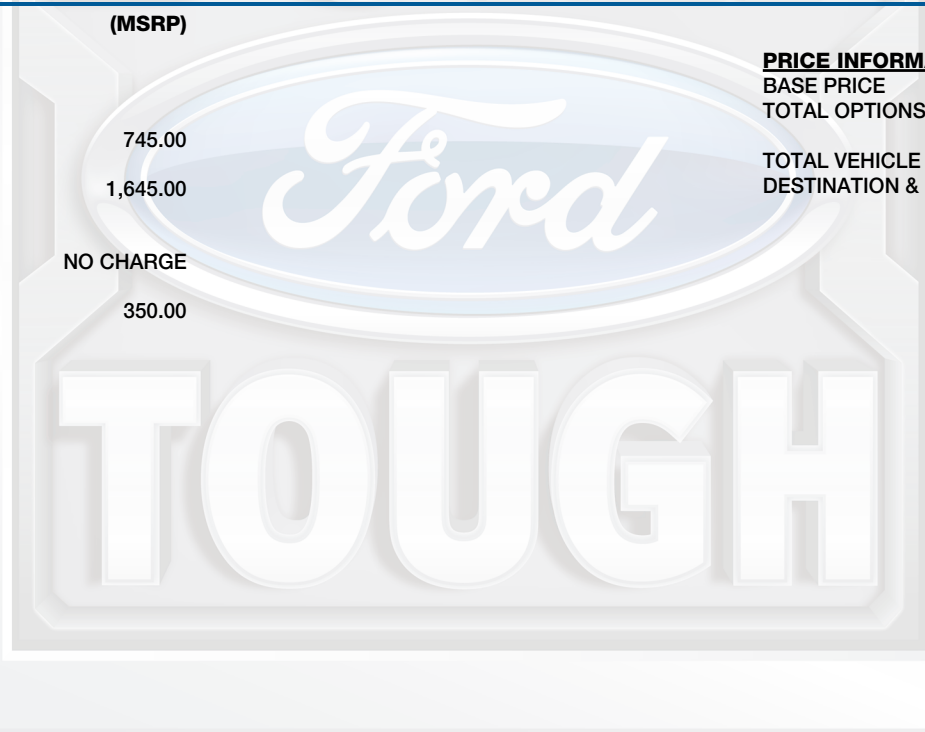 (MSRP)
745.00
1,645.00
NO CHARGE
350.00
PRICE INFORMA
BASE PRICE
TOTAL OPTIONS
TOTAL VEHICLE
DESTINATION &
Ford
TOUGH